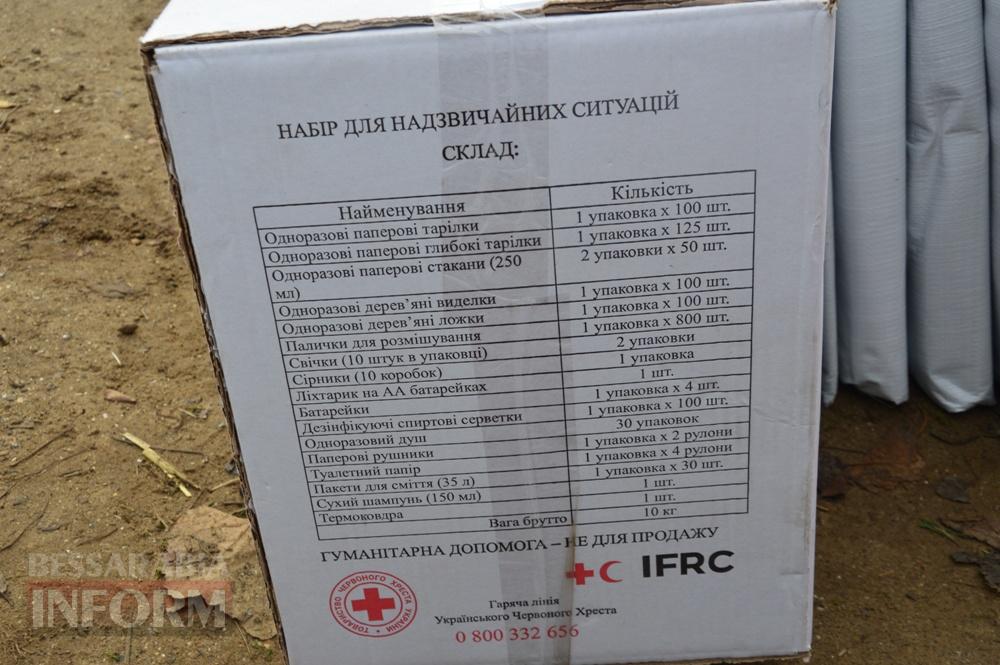 НАБІР ДЛЯ НАДЗВИЧАЙНИХ СИТУАЦІЙ
СКЛАД:
Найменування Кількість
Одноразові паперові тарілки 1 упаковка х 100 шт.
Одноразові паперові глибокі тарілки 1 упаковка х 125 шт.
Одноразові паперові стакани (250 2 упаковки х 50 шт.
мл)
Одноразові дерев’яні виделки 1 упаковка х 100 шт.
Одноразові дерев’яні ложки 1 упаковка х 100 шт.
Палички для розмішування 1 упаковка х 800 шт.
Свічки (10 штук в упаковці) 2 упаковки
Сірники (10 коробок) 1 упаковка
Ліхтарик на АА батарейках 1 шт.
Батарейки 1 упаковка х 4 шт.
Дезінфікуючі спиртові серветки 1 упаковка х 100 шт.
Одноразовий душ 30 упаковок
Паперові рушники 1 упаковка х 2 рулони
Туалетний папір 1 упаковка х 4 рулони
Пакети для сміття (35 л) 1 упаковка х 30 шт.
Сухий шампунь (150 мл) 1 шт.
Термоковдра 1 шт.
Вага брутто 10 кг
ГУМАНІТАРНА ДОПОМОГА – НЕ ДЛЯ ПРОДАЖУ
IFRC
ТОВАРИСТВО ЧЕРВОНОГО ХРЕСТА УКРАЇНИ
Гаряча лінія
Українського Червоного Хреста
0 800 332 656
BESSARABIA
INFORM